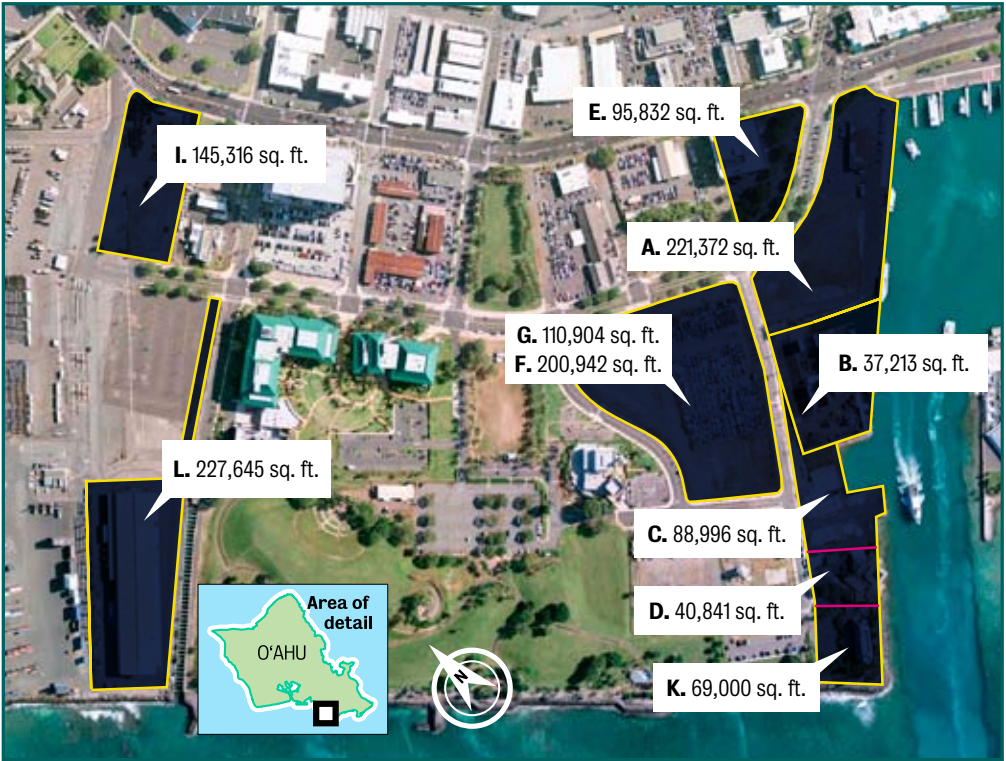 E. 95,832 sq. ft.
I. 145,316 sq. ft.
A. 221,372 sq. ft.
G. 110,904 sq. ft.
F. 200,942 sq. ft.
B. 37,213 sq. ft.
L. 227,645 sq. ft.
C. 88,996 sq. ft.
D. 40,841 sq. ft.
K. 69,000 sq. ft.
Area of
detail
OʻAHU
N